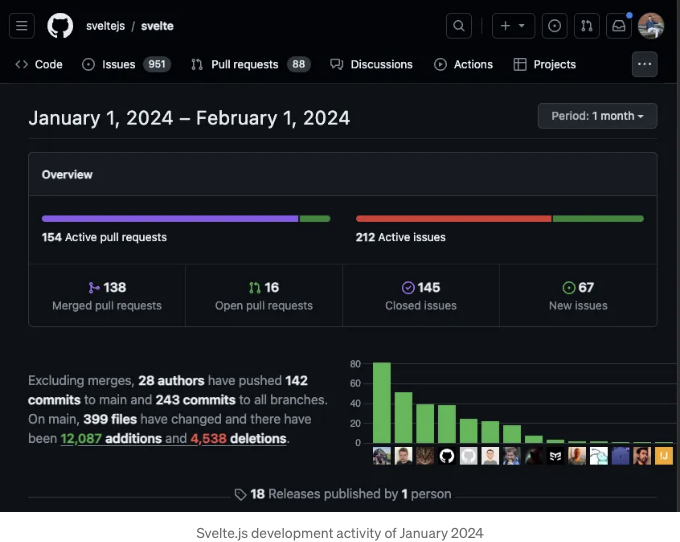 sveltejs / svelte
Code Issues 951 Pull requests 88 Discussions Actions Projects
January 1, 2024 – February 1, 2024
Period: 1 month
Overview
154 Active pull requests
212 Active issues
138
Merged pull requests
16
Open pull requests
145
Closed issues
67
New issues
Excluding merges, 28 authors have pushed 142
commits to main and 243 commits to all branches.
On main, 399 files have changed and there have
been 12,087 additions and 4,538 deletions.
80
60
40
20
0
IJ
18 Releases published by 1 person
Svelte.js development activity of January 2024